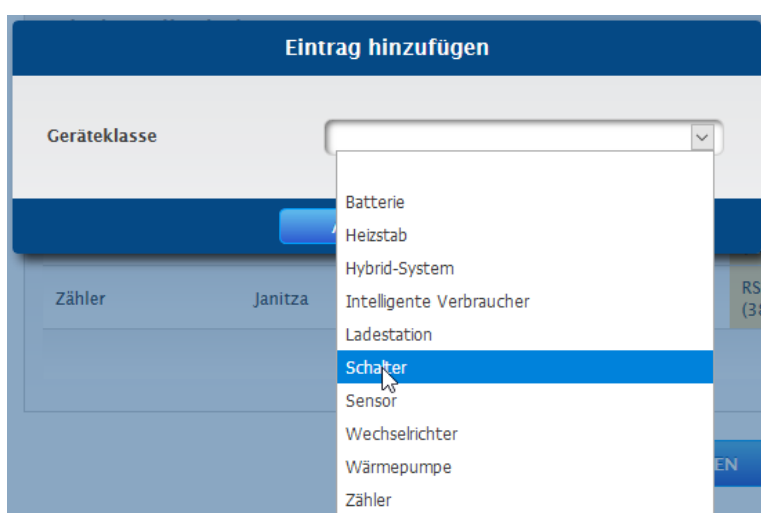 Eintrag hinzufügen
Geräteklasse
Batterie
Heizstab
Hybrid-System
Intelligente Verbraucher
Ladestation
Schalter
Sensor
Wechselrichter
Wärmepumpe
Zähler
Zähler Janitza